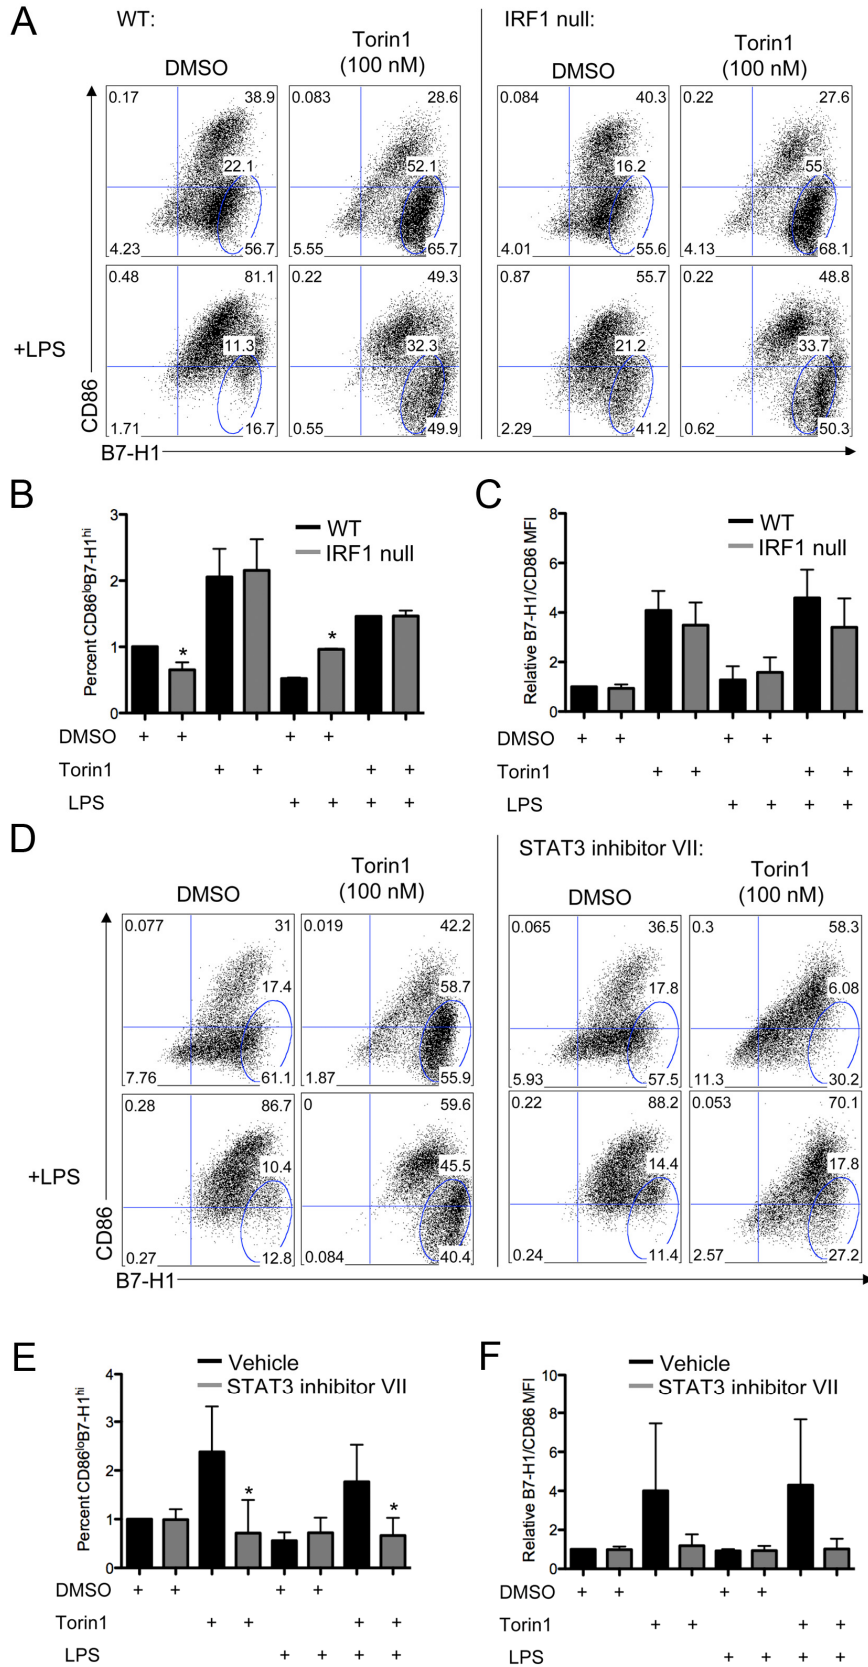 A
WT:
IRF1 null:
DMSO
Torin1
(100 nM)
DMSO
Torin1
(100 nM)
0.17 38.9
22.1
4.23 56.7
0.083 28.6
52.1
5.55 65.7
0.084 40.3
16.2
4.01 55.6
0.22 27.6
55
4.13 68.1
+LPS
0.48 81.1
11.3
1.71 16.7
0.22 49.3
32.3
0.55 49.9
0.87 55.7
21.2
2.29 41.2
0.22 48.8
33.7
0.62 50.3
CD86
B7-H1
B
3
2
1
0
Percent CD86loB7-H1hi
WT
IRF1 null
* *
DMSO + + + +
Torin1 + + + +
LPS + + + +
C
8
6
4
2
0
Relative B7-H1/CD86 MFI
WT
IRF1 null
DMSO + + + +
Torin1 + + + +
LPS + + + +
D
STAT3 inhibitor VII:
DMSO
Torin1
(100 nM)
DMSO
Torin1
(100 nM)
0.077 31
17.4
7.76 61.1
0.019 42.2
58.7
1.87 55.9
0.065 36.5
17.8
5.93 57.5
0.3 58.3
6.08
11.3 30.2
+LPS
0.28 86.7
10.4
0.27 12.8
0 59.6
45.5
0.084 40.4
0.22 88.2
14.4
0.24 11.4
0.053 70.1
17.8
2.57 27.2
CD86
B7-H1
E
4
3
2
1
0
Percent CD86loB7-H1hi
Vehicle
STAT3 inhibitor VII
* *
DMSO + + + +
Torin1 + + + +
LPS + + + +
F
10
8
6
4
2
0
Relative B7-H1/CD86 MFI
Vehicle
STAT3 inhibitor VII
DMSO + + + +
Torin1 + + + +
LPS + + + +